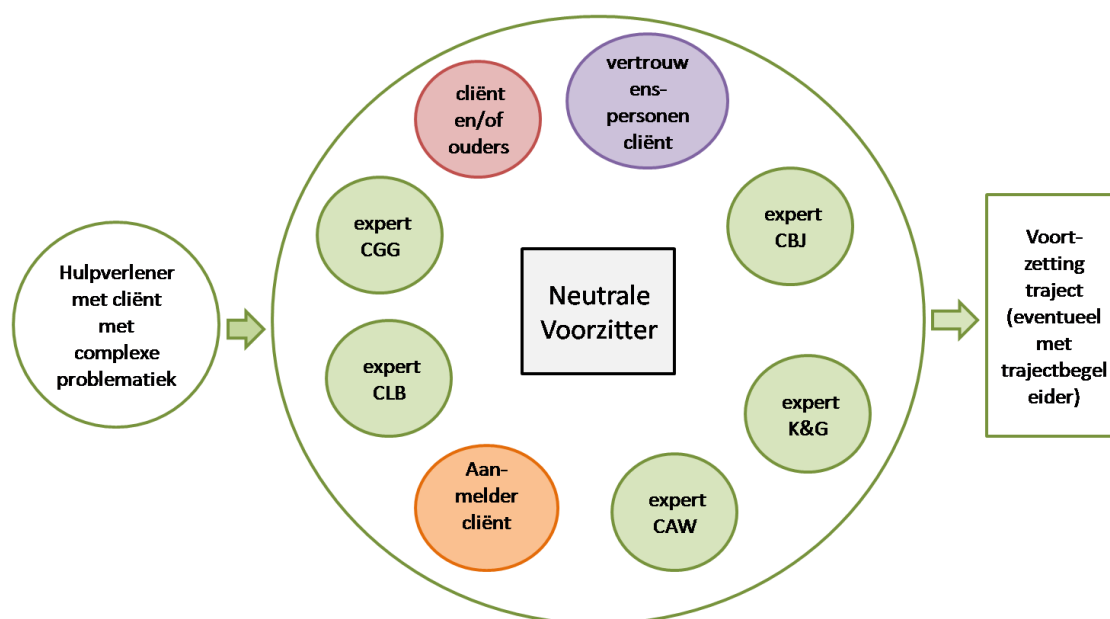 Hulpverlener
met cliënt
met
complexe
problematiek
cliënt
en/of
ouders
vertrouw
ens-
personen
cliënt
expert
CGG
expert
CBJ
Neutrale
Voorzitter
expert
CLB
expert
K&G
Aan-
melder
cliënt
expert
CAW
Voort-
zetting
traject
(eventueel
met
trajectbegel
eider)